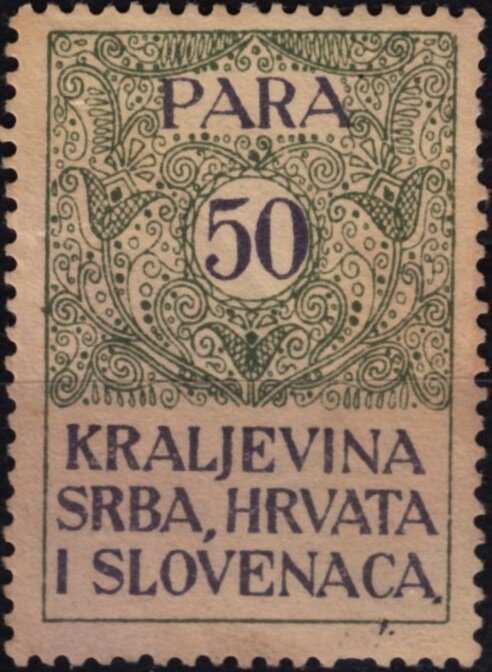 PARA
50
KRALJEVINA
SRBA, HRVATA
I SLOVENACA.